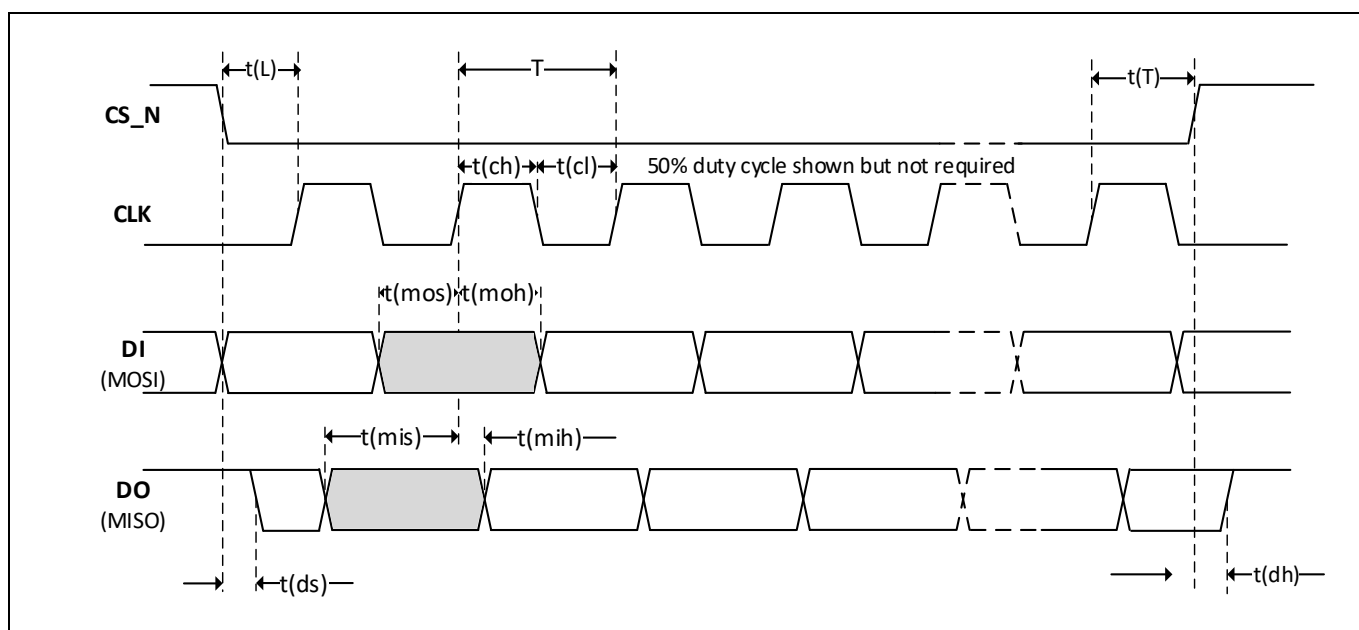 t(L)
T
t(T)
CS_N
t(ch)
t(cl)
50% duty cycle shown but not required
CLK
t(mos)
t(moh)
DI
(MOSI)
t(mis)
t(mih)
DO
(MISO)
t(ds)
t(dh)